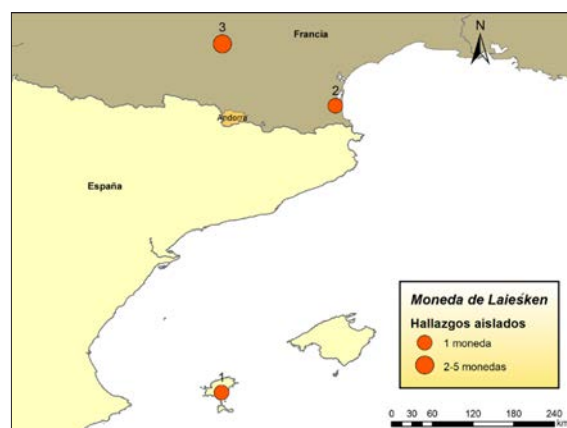 3
Francia
N
2
Andorra
España
Moneda de Laieśken
Hallazgos aislados
1 moneda
2-5 monedas
1
0 30 60 120 180 240
km